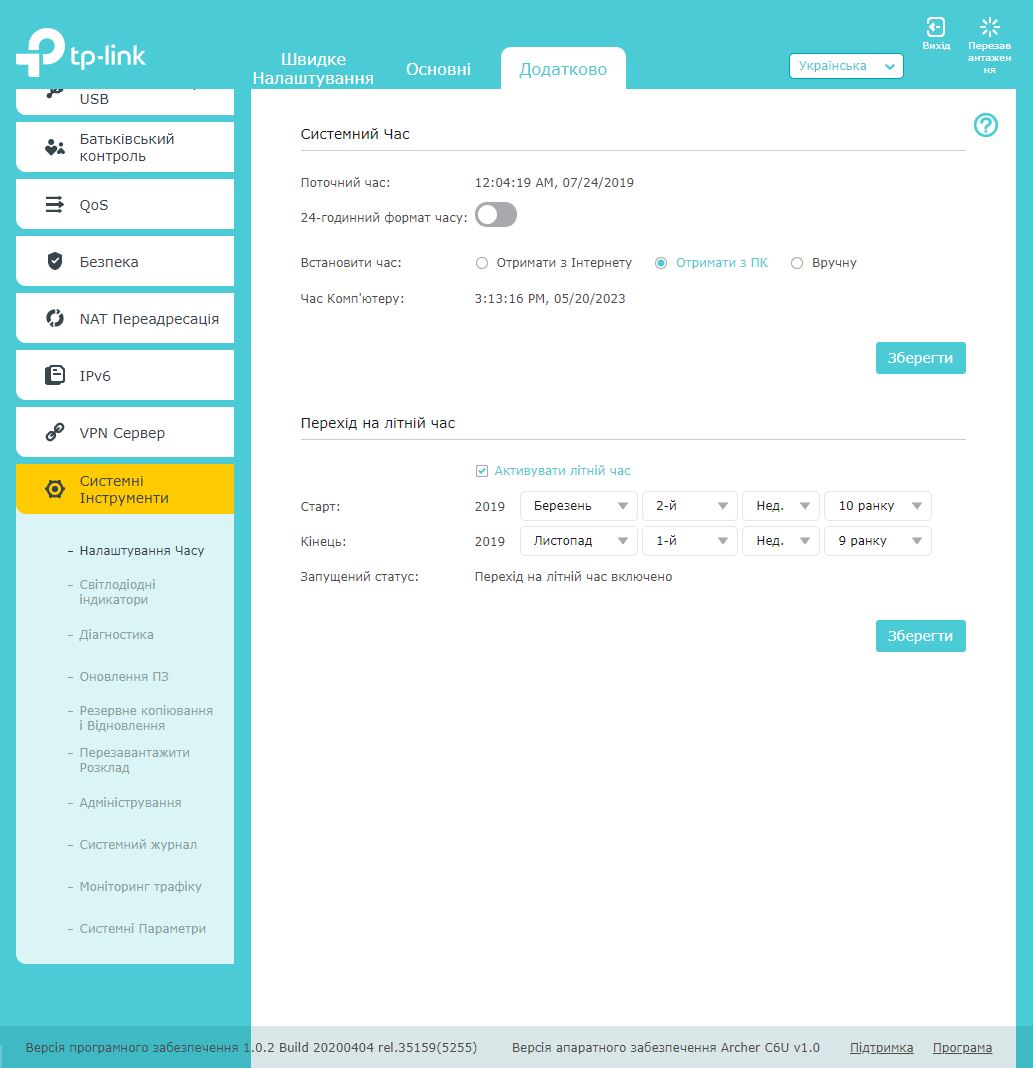 tp-link
Швидке
Налаштування
Основні
Додатково
Українська
Вихід
Перезав
антажен
ня
USB
Батьківський
контроль
QoS
Безпека
NAT Переадресація
IPv6
VPN Сервер
Системні
Інструменти
– Налаштування Часу
– Світлодіодні
індикатори
– Діагностика
– Оновлення ПЗ
– Резервне копіювання
і Відновлення
– Перезавантажити
Розклад
– Адміністрування
– Системний журнал
– Моніторинг трафіку
– Системні Параметри
Системний Час
Поточний час: 12:04:19 AM, 07/24/2019
24-годинний формат часу:
Встановити час: Отримати з Інтернету Отримати з ПК Вручну
Час Комп'ютеру: 3:13:16 PM, 05/20/2023
Зберегти
Перехід на літній час
Активувати літній час
Старт: 2019 Березень 2-й Нед. 10 ранку
Кінець: 2019 Листопад 1-й Нед. 9 ранку
Запущений статус: Перехід на літній час включено
Зберегти
Версія програмного забезпечення 1.0.2 Build 20200404 rel.35159(5255) Версія апаратного забезпечення Archer C6U v1.0 Підтримка Програма